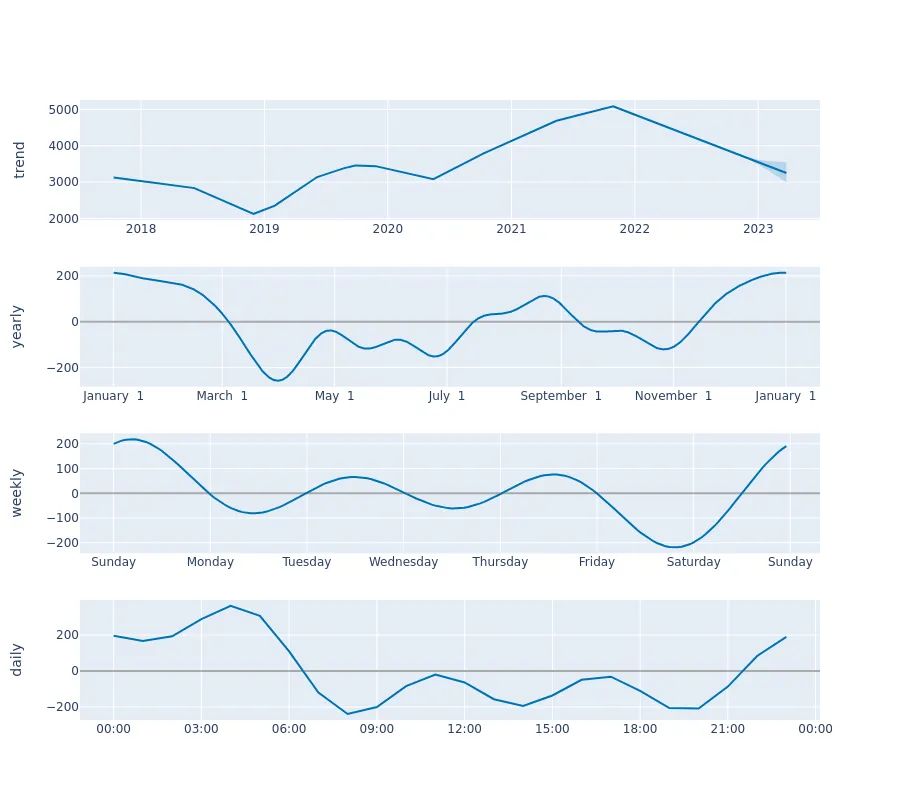 trend
5000
4000
3000
2000
2018 2019 2020 2021 2022 2023
yearly
200
0
−200
January 1 March 1 May 1 July 1 September 1 November 1 January 1
weekly
200
100
0
−100
−200
Sunday Monday Tuesday Wednesday Thursday Friday Saturday Sunday
daily
200
0
−200
00:00 03:00 06:00 09:00 12:00 15:00 18:00 21:00 00:00